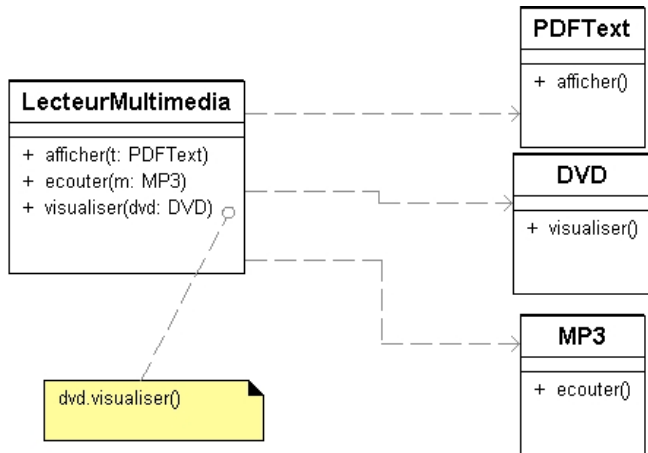 LecteurMultimedia
+ afficher(t: PDFText)
+ ecouter(m: MP3)
+ visualiser(dvd: DVD)
dvd.visualiser()
PDFText
+ afficher()
DVD
+ visualiser()
MP3
+ ecouter()